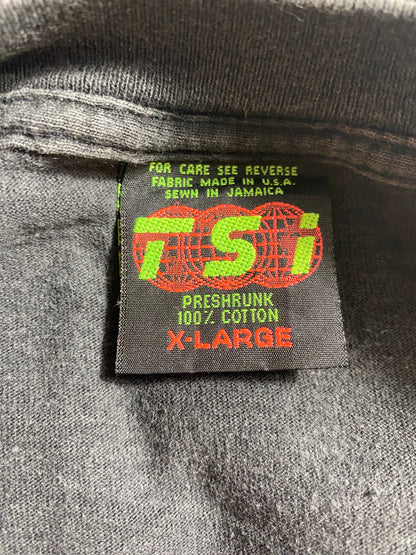 FOR CARE SEE REVERSE
FABRIC MADE IN U.S.A.
SEWN IN JAMAICA
TSi
PRESHRUNK
100% COTTON
X-LARGE